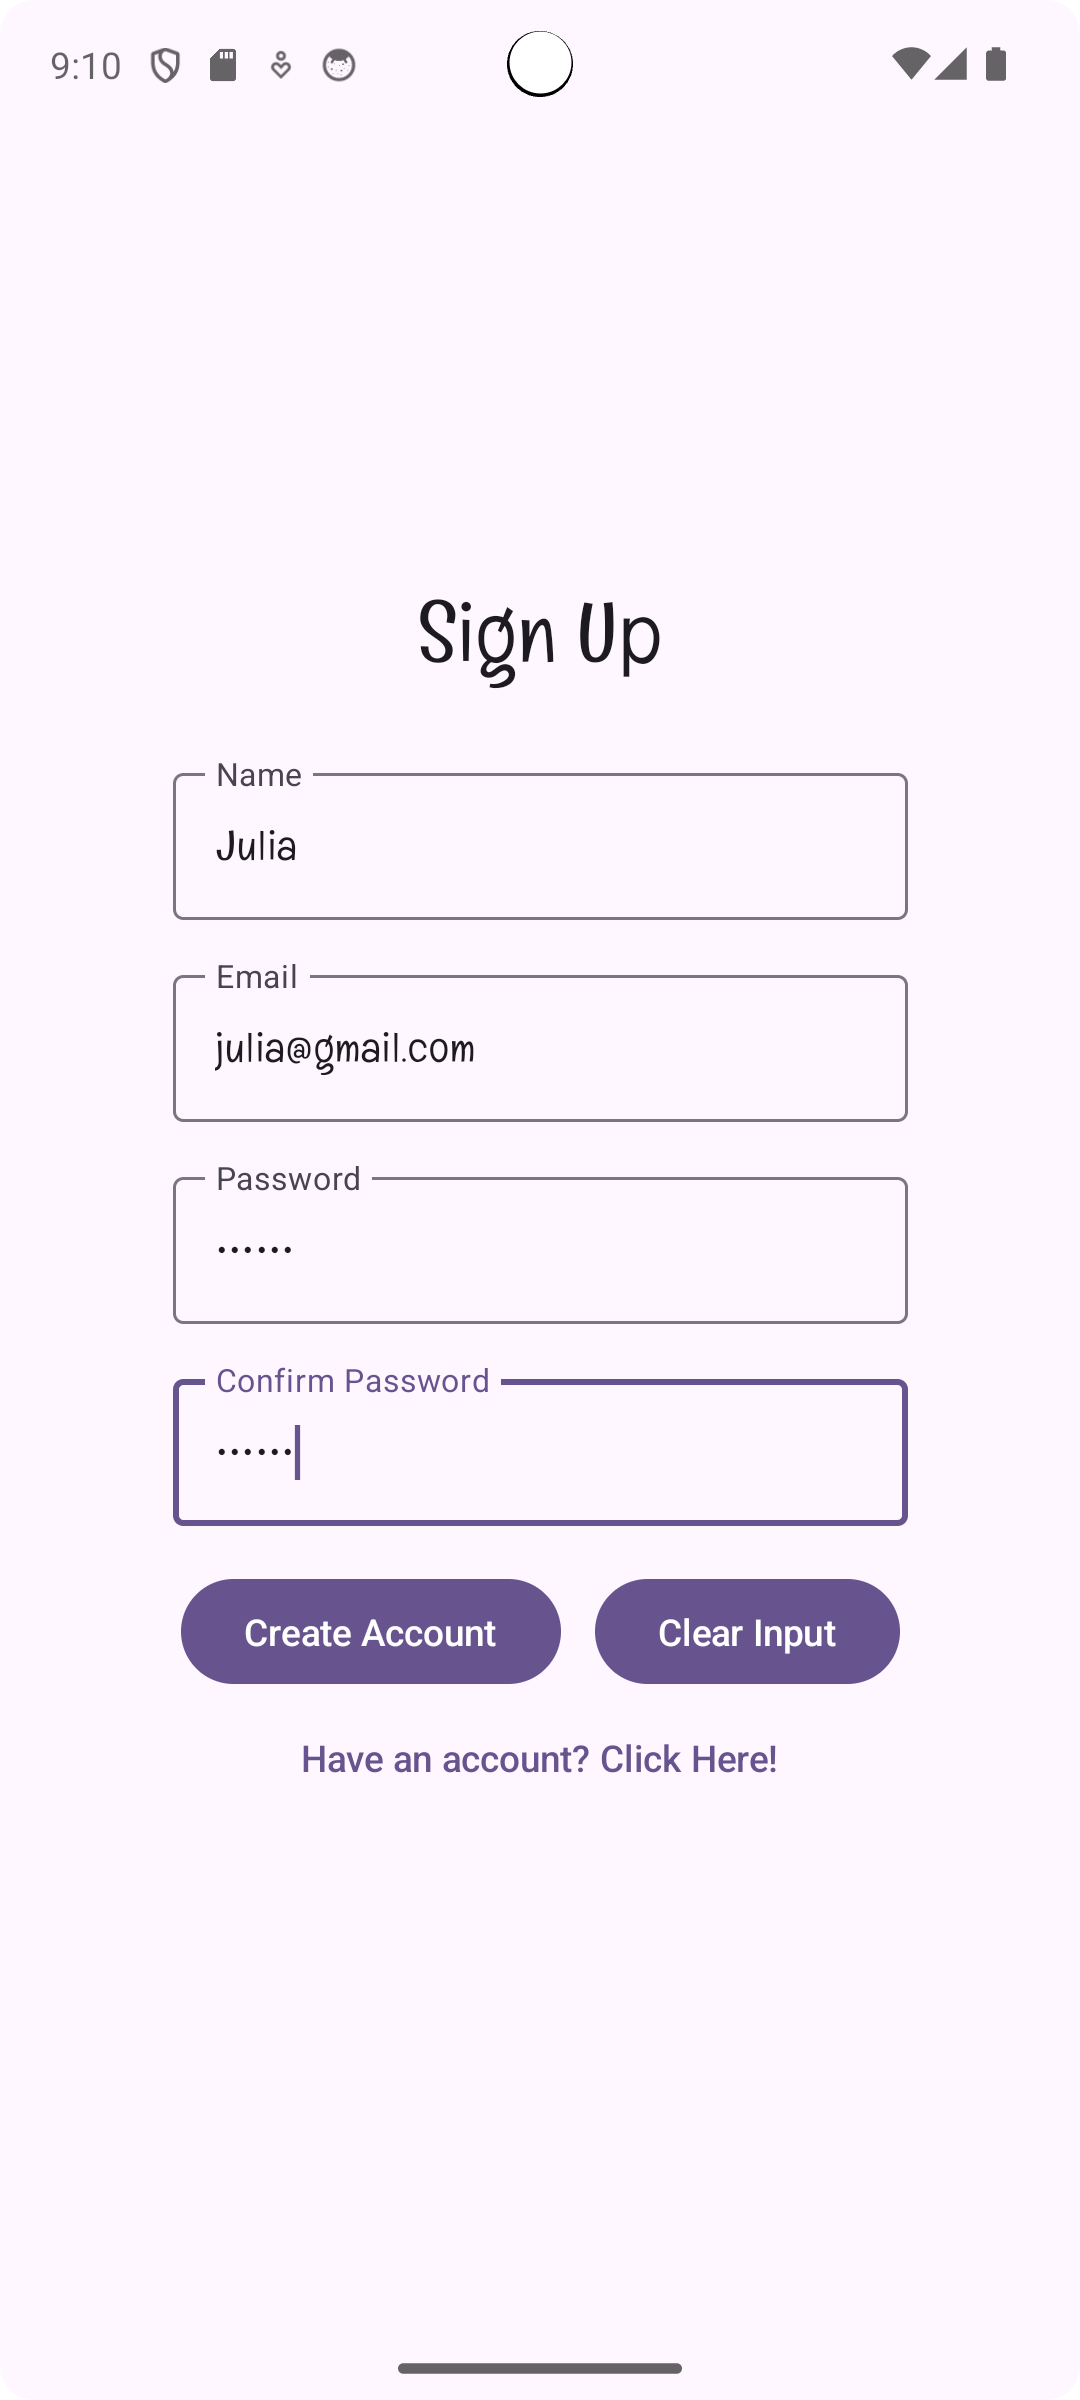 9:10
Sign Up
Name
Julia
Email
julia@gmail.com
Password
••••••
Confirm Password
••••••
Create Account Clear Input
Have an account? Click Here!